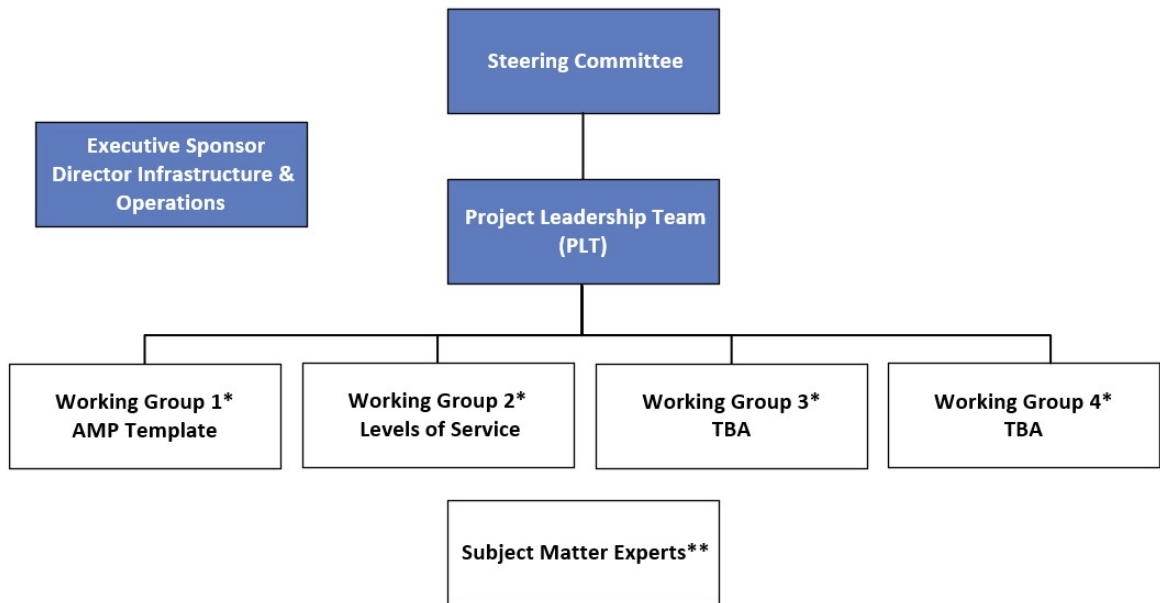 Steering Committee
Executive Sponsor
Director Infrastructure &
Operations
Project Leadership Team
(PLT)
Working Group 1*
AMP Template
Working Group 2*
Levels of Service
Working Group 3*
TBA
Working Group 4*
TBA
Subject Matter Experts**